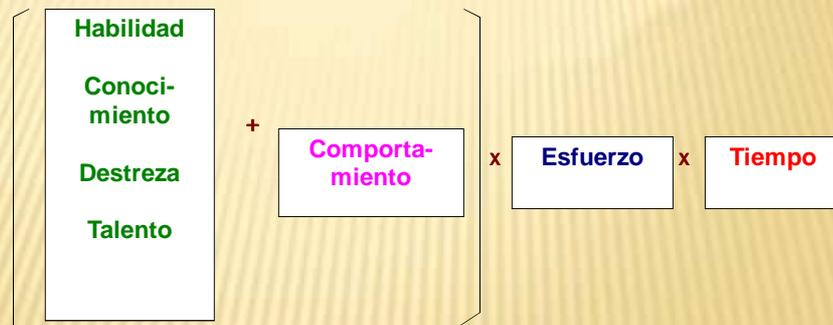 Habilidad
Conoci-
miento
Destreza
Talento
+
Comporta-
miento
x
Esfuerzo
x
Tiempo